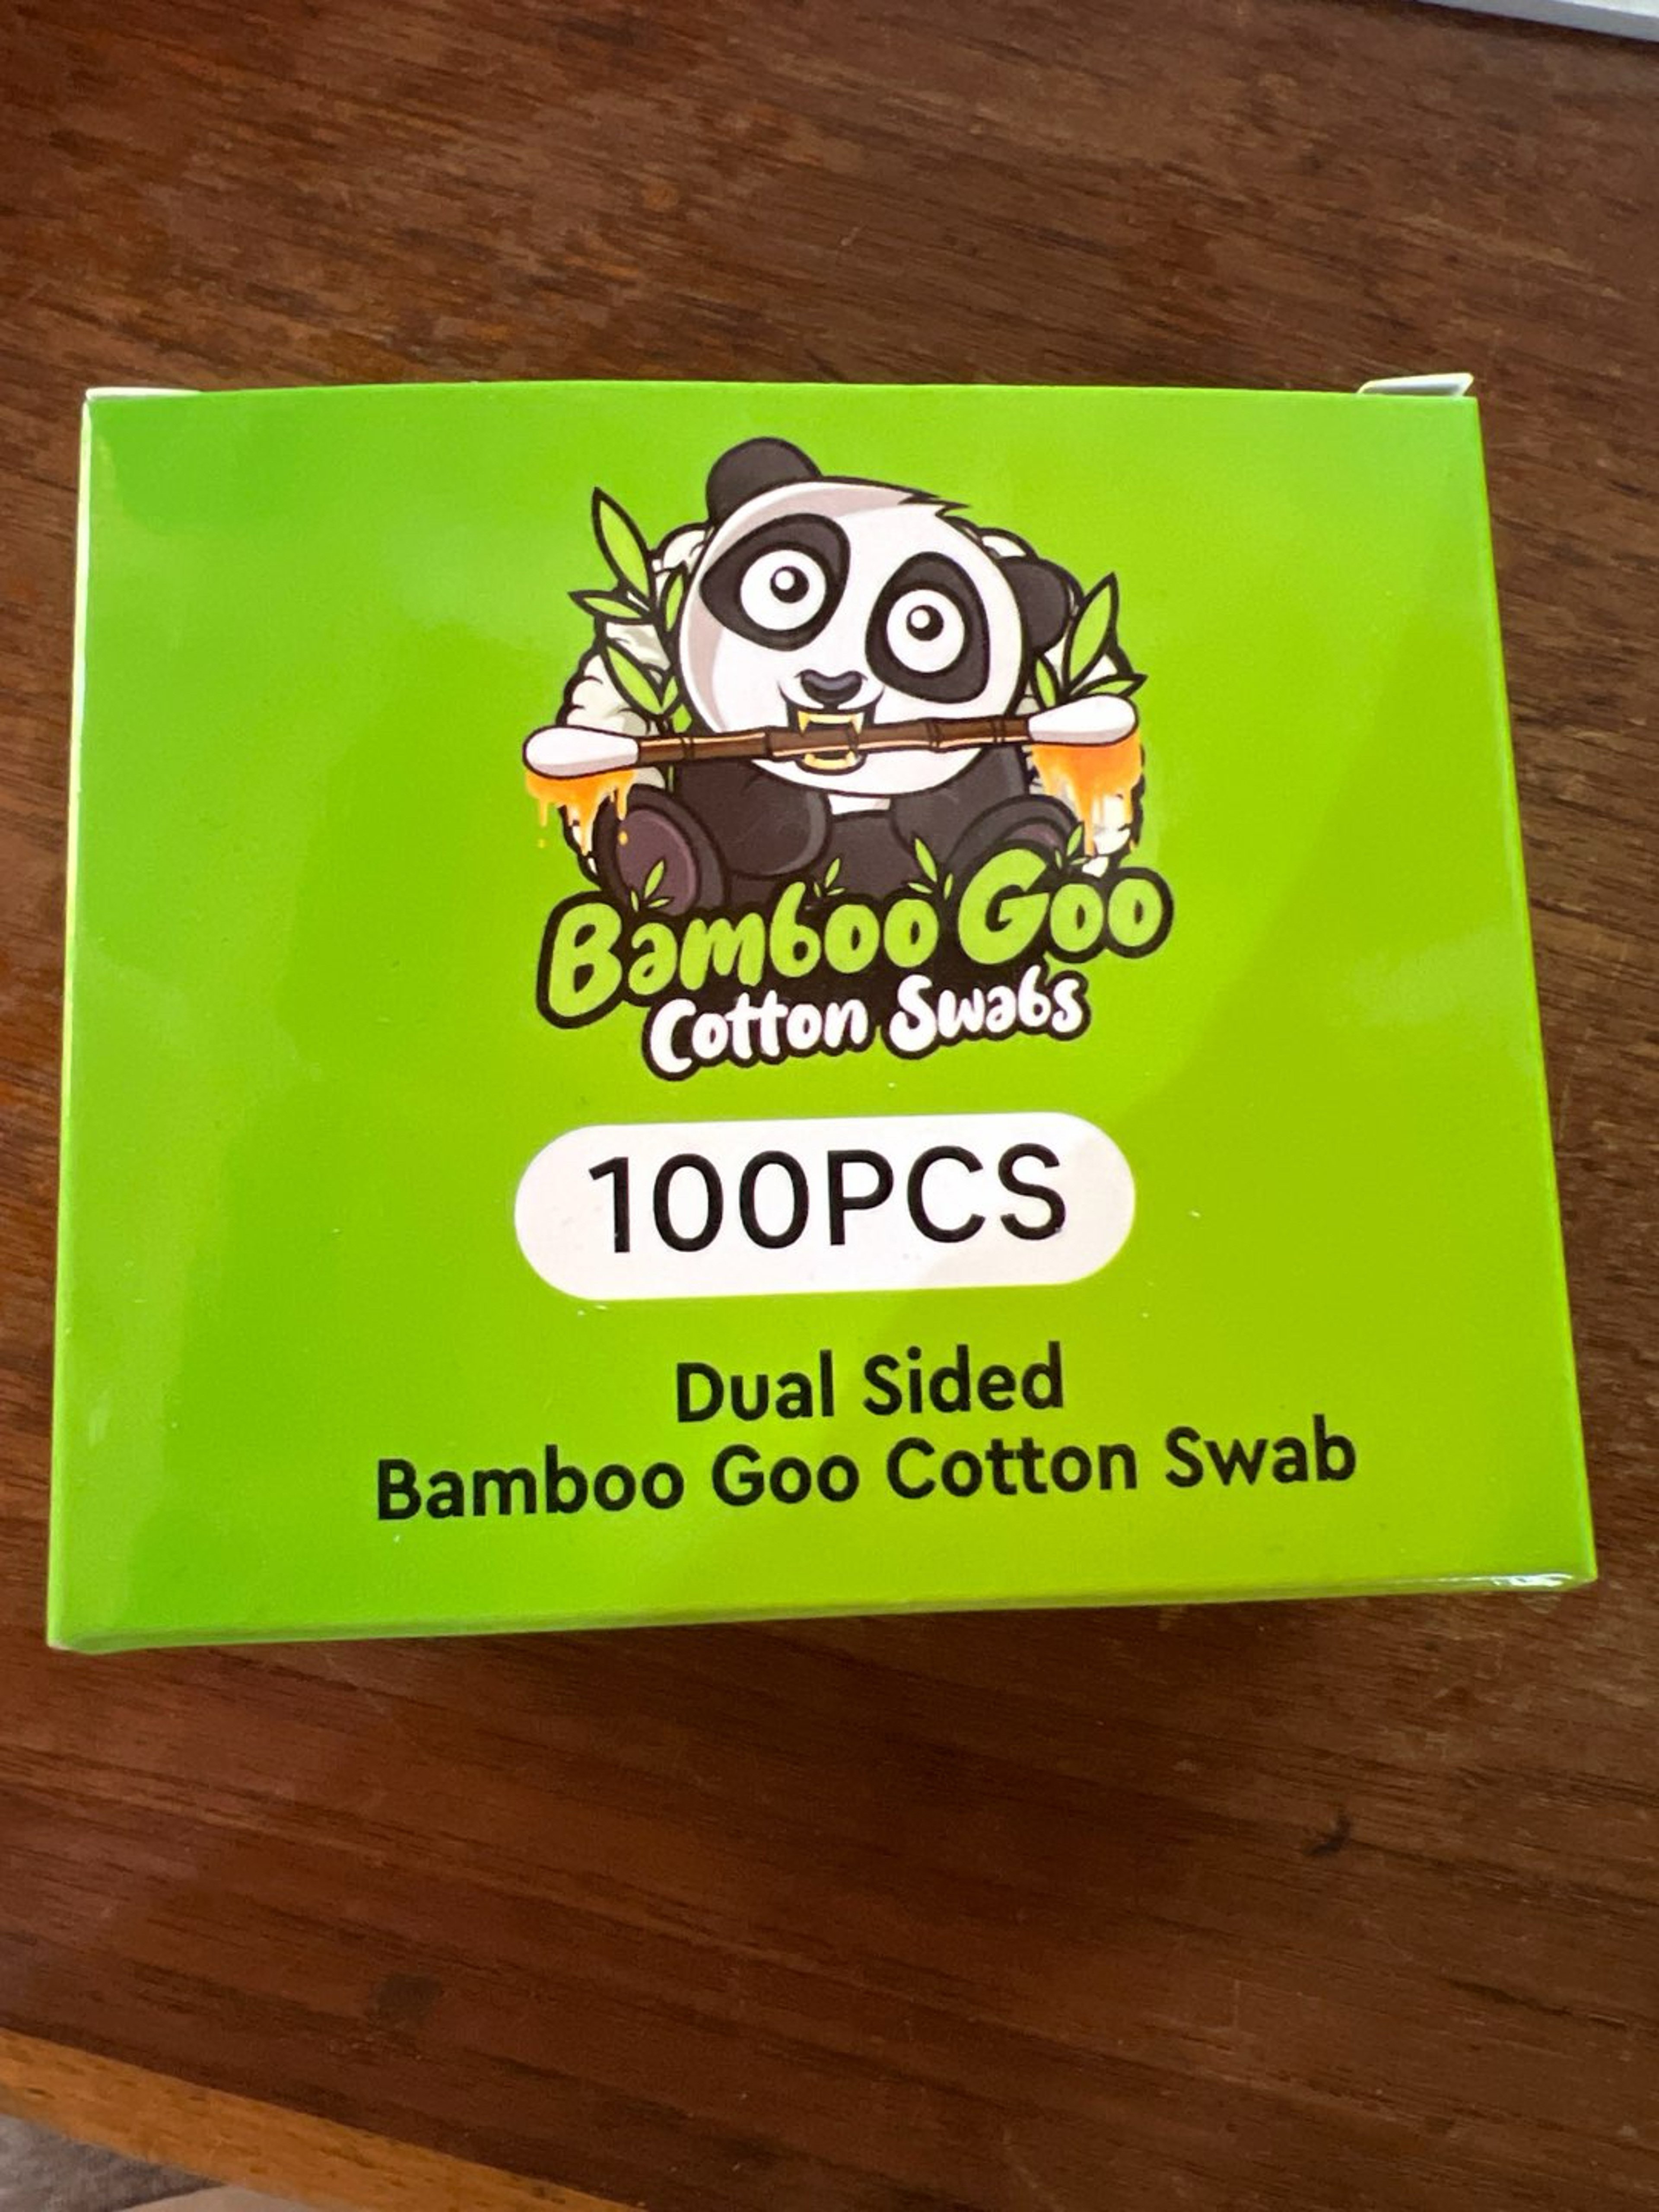 Bamboo Goo
Cotton Swabs
100PCS
Dual Sided
Bamboo Goo Cotton Swab